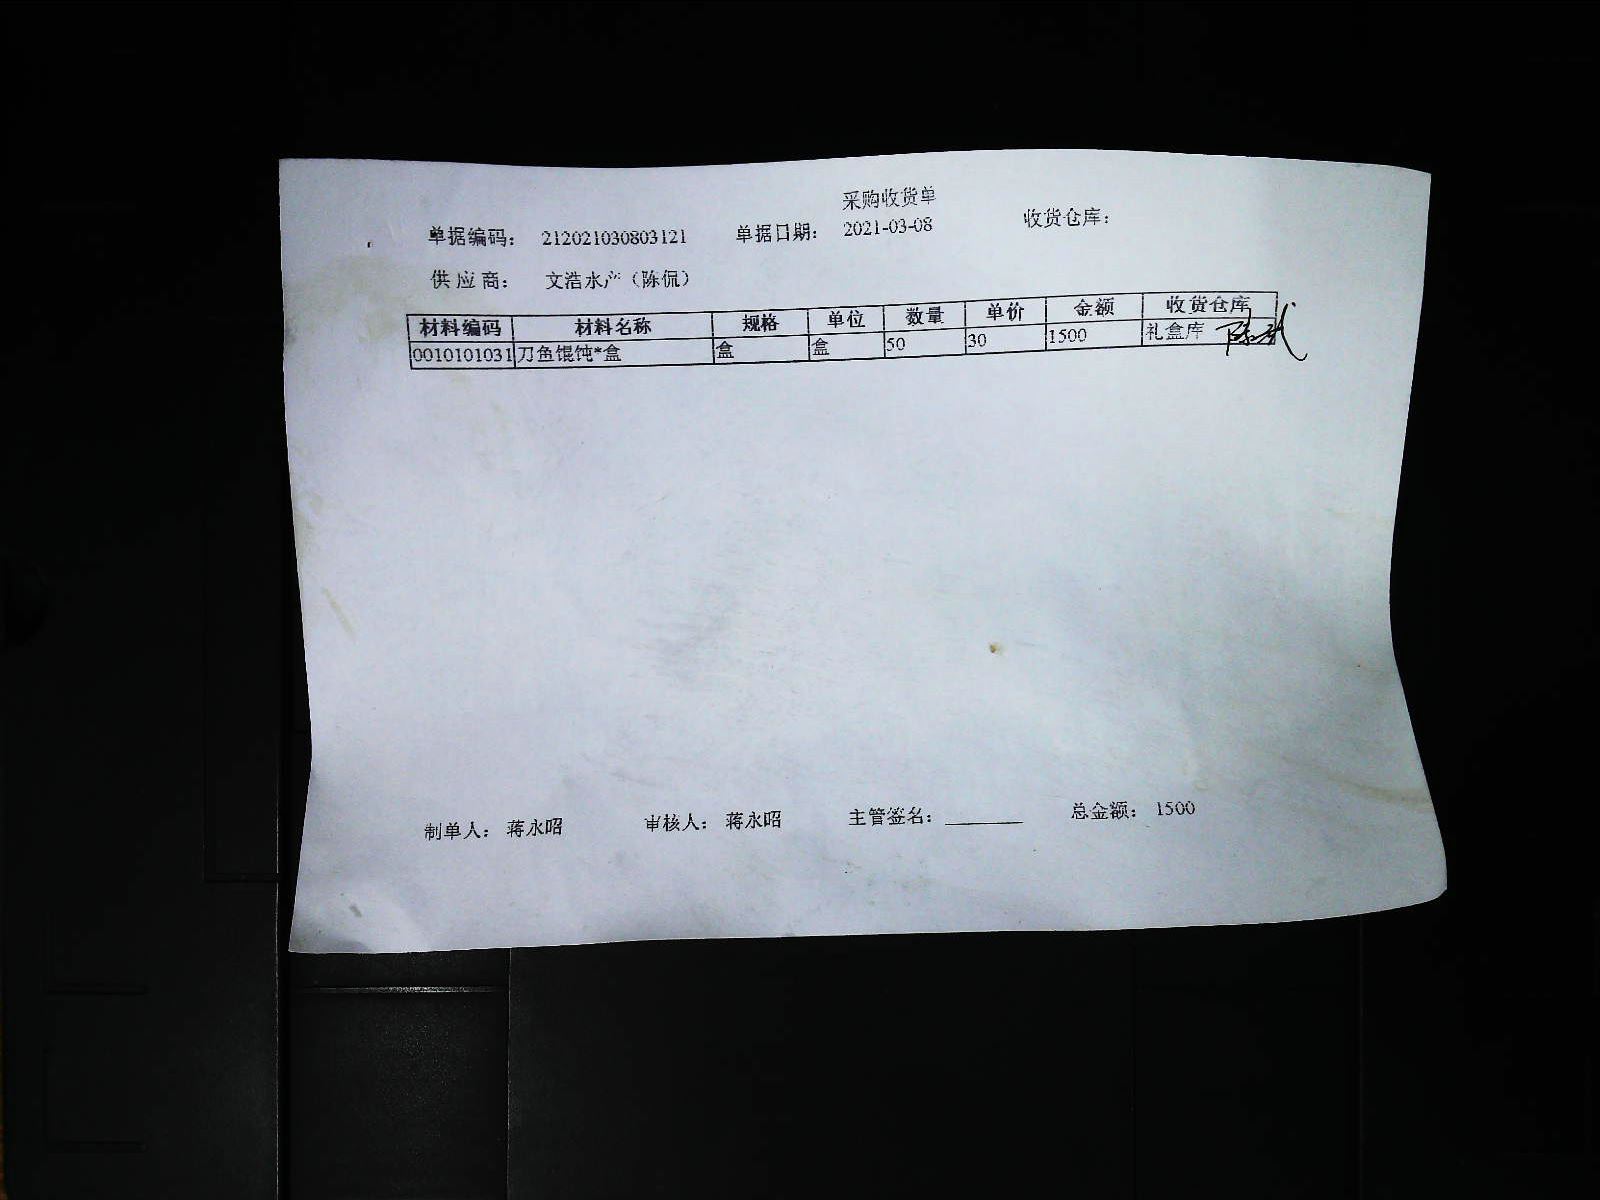 采购收货单
单据编码： 212021030803121 单据日期： 2021-03-08 收货仓库：
供 应 商： 文浩水产（陈侃）
材料编码 材料名称 规格 单位 数量 单价 金额 收货仓库
0010101031 刀鱼馄饨*盒 盒 盒 50 30 1500 礼盒库
制单人： 蒋永昭 审核人： 蒋永昭 主管签名：________ 总金额： 1500